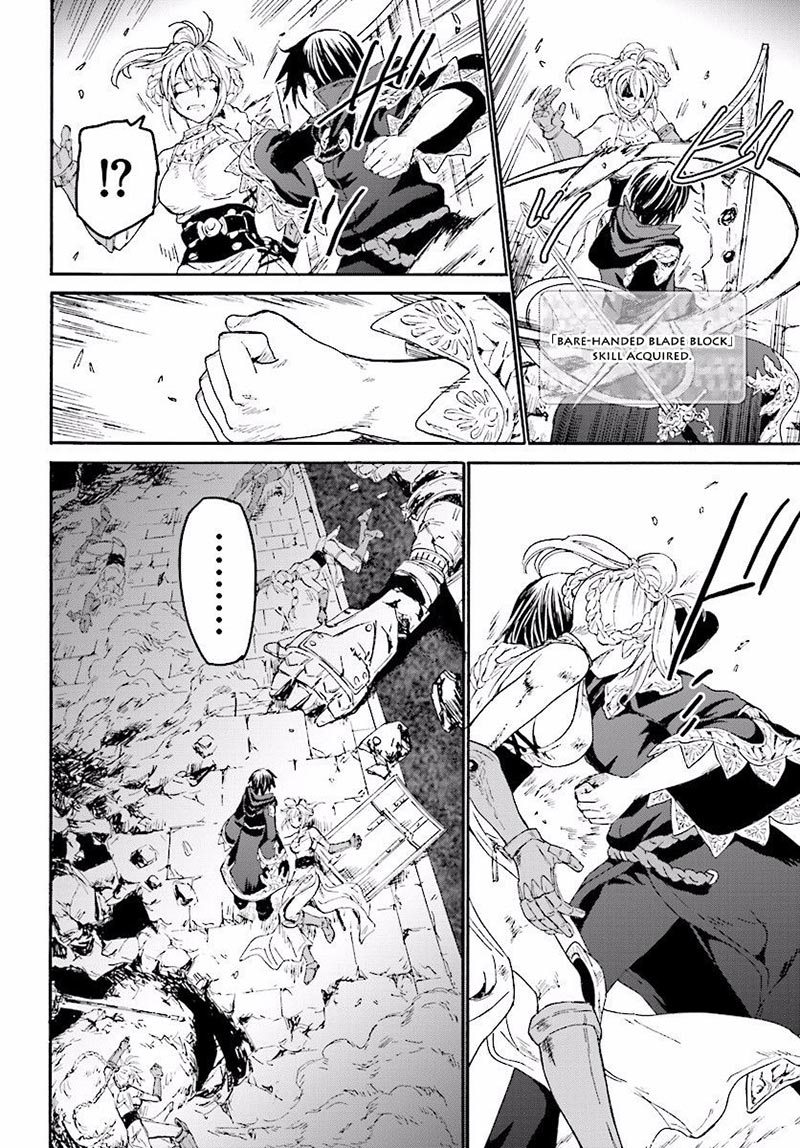 「BARE-HANDED BLADE BLOCK」
SKILL ACQUIRED.
!?
........